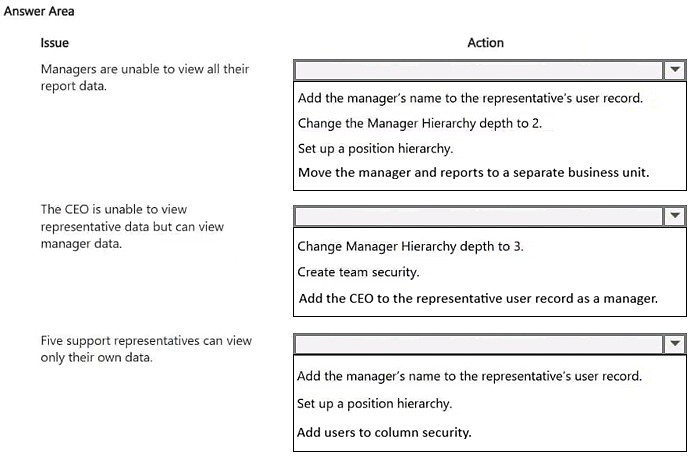 Answer Area
Issue
Action
Managers are unable to view all their
report data.
Add the manager's name to the representative's user record.
Change the Manager Hierarchy depth to 2.
Set up a position hierarchy.
Move the manager and reports to a separate business unit.
The CEO is unable to view
representative data but can view
manager data.
Change Manager Hierarchy depth to 3.
Create team security.
Add the CEO to the representative user record as a manager.
Five support representatives can view
only their own data.
Add the manager's name to the representative's user record.
Set up a position hierarchy.
Add users to column security.